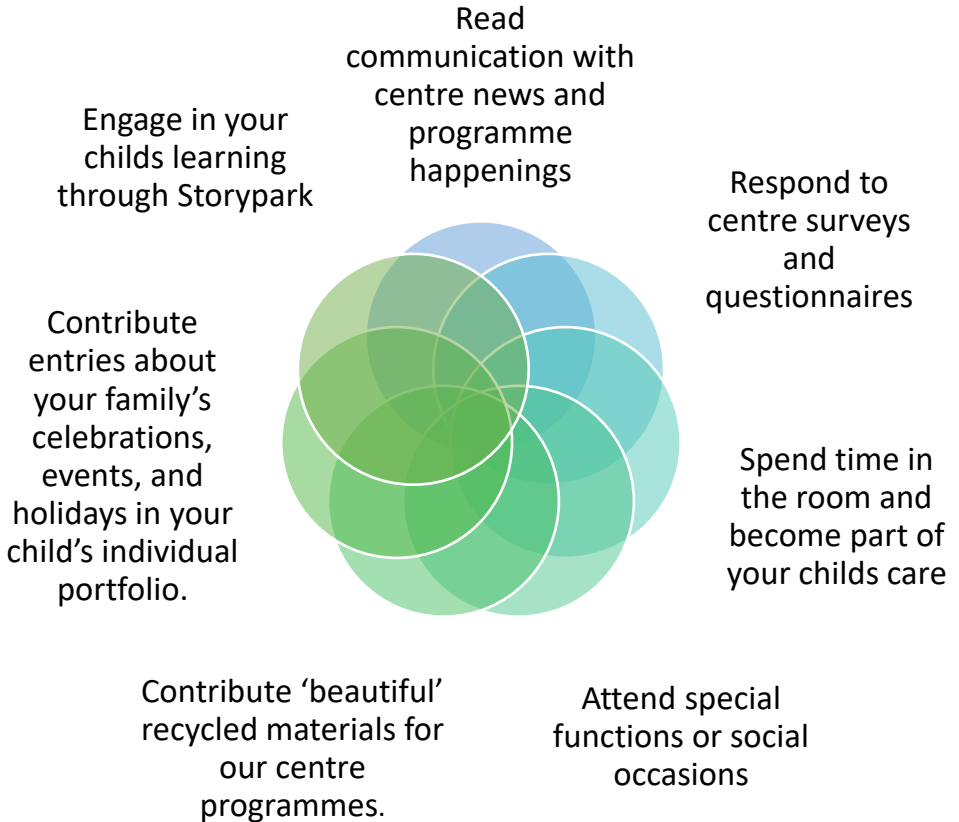 Read
communication with
centre news and
programme
happenings
Respond to
centre surveys
and
questionnaires
Spend time in
the room and
become part of
your childs care
Attend special
functions or social
occasions
Contribute ‘beautiful’
recycled materials for
our centre
programmes.
Contribute
entries about
your family’s
celebrations,
events, and
holidays in your
child’s individual
portfolio.
Engage in your
childs learning
through Storypark